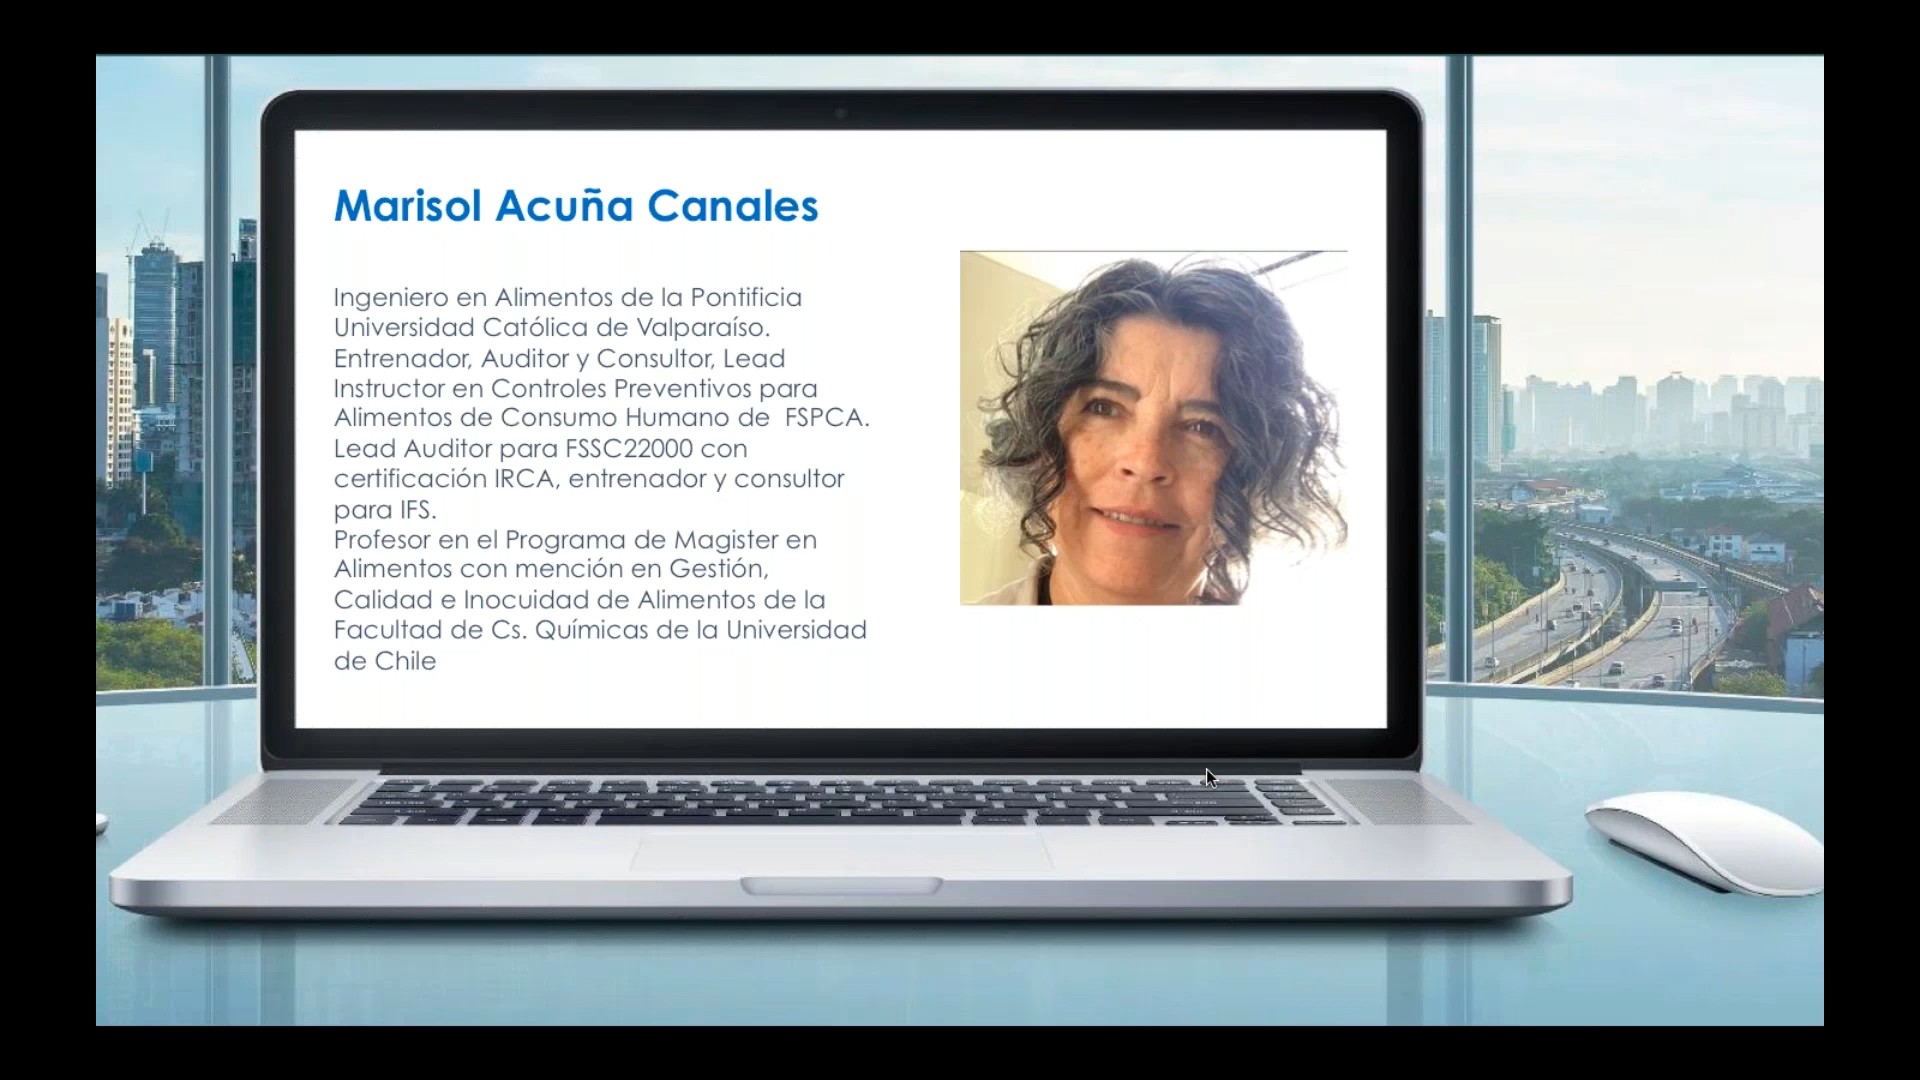 Marisol Acuña Canales
Ingeniero en Alimentos de la Pontificia
Universidad Católica de Valparaíso.
Entrenador, Auditor y Consultor, Lead
Instructor en Controles Preventivos para
Alimentos de Consumo Humano de  FSPCA.
Lead Auditor para FSSC22000 con
certificación IRCA, entrenador y consultor
para IFS.
Profesor en el Programa de Magister en
Alimentos con mención en Gestión,
Calidad e Inocuidad de Alimentos de la
Facultad de Cs. Químicas de la Universidad
de Chile